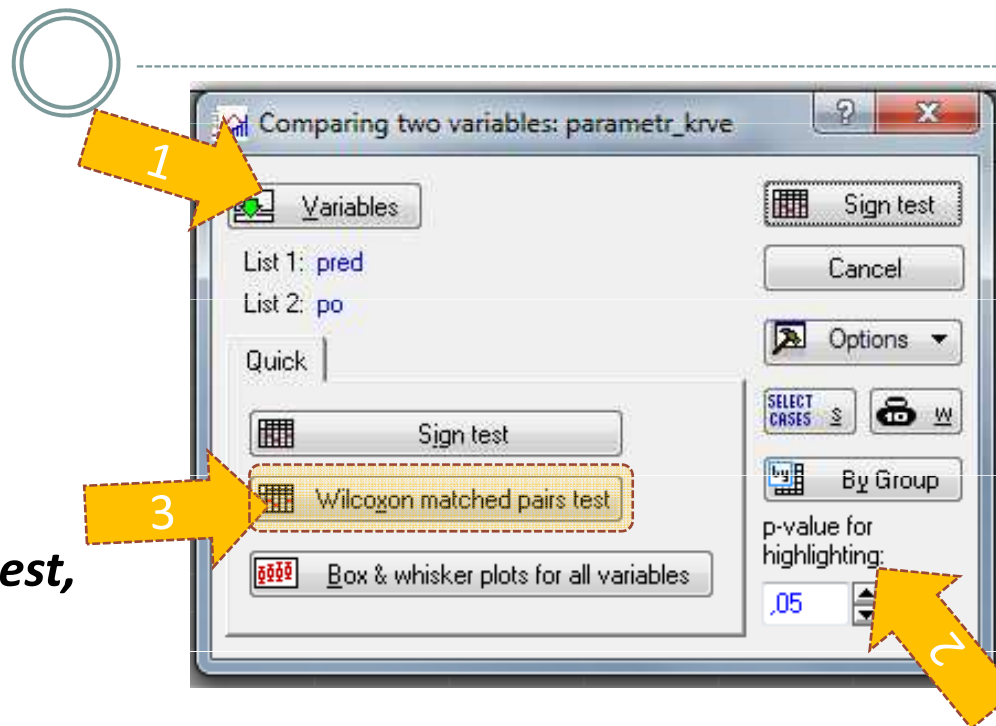 Comparing two variables: parametr_krve
1
Variables
Sign test
List 1: pred
Cancel
List 2: po
Options
Quick
SELECT CASES S
W
Sign test
By Group
3
Wilcoxon matched pairs test
p-value for
highlighting:
est,
Box & whisker plots for all variables
,05
2